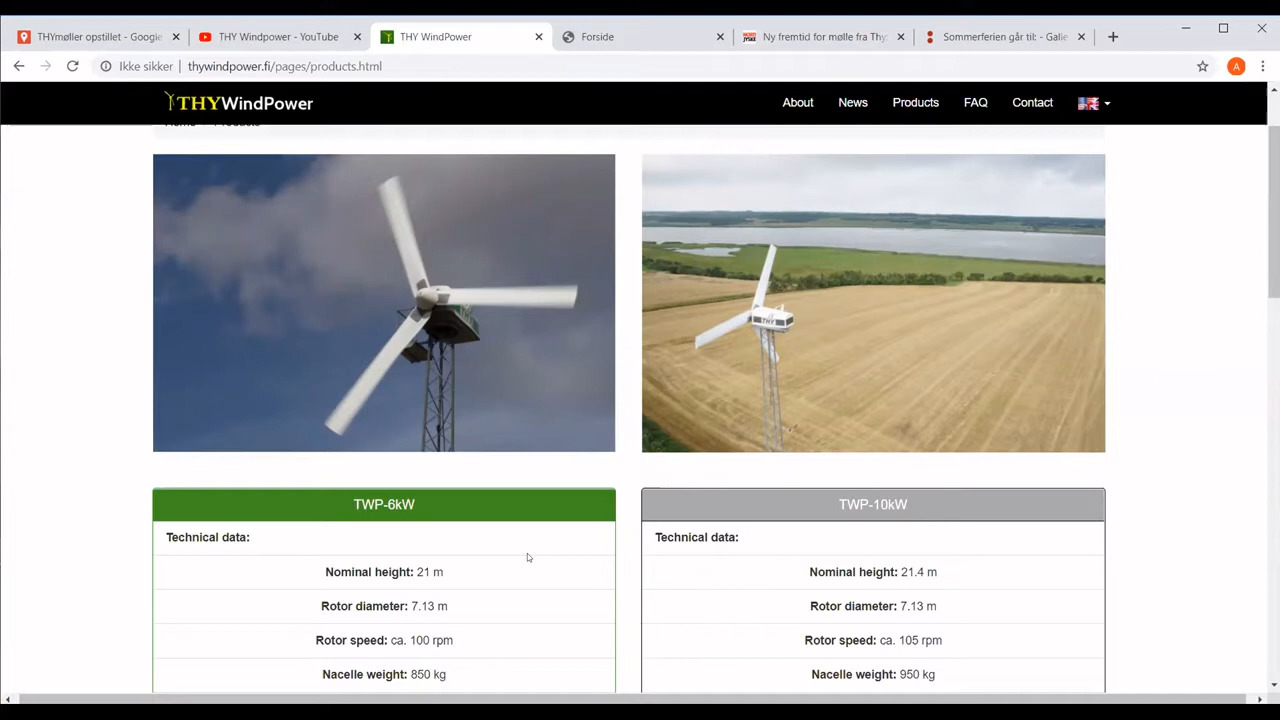 THYmøller opstillet - Google
THY Windpower - YouTube
THY WindPower
Forside
Ny fremtid for mølle fra Thy:
Sommerferien går til: - Galle
Ikke sikker
thywindpower.fi/pages/products.html
A
THYWindPower
About
News
Products
FAQ
Contact
THY
TWP-6kW
Technical data:
Nominal height: 21 m
Rotor diameter: 7.13 m
Rotor speed: ca. 100 rpm
Nacelle weight: 850 kg
TWP-10kW
Technical data:
Nominal height: 21.4 m
Rotor diameter: 7.13 m
Rotor speed: ca. 105 rpm
Nacelle weight: 950 kg